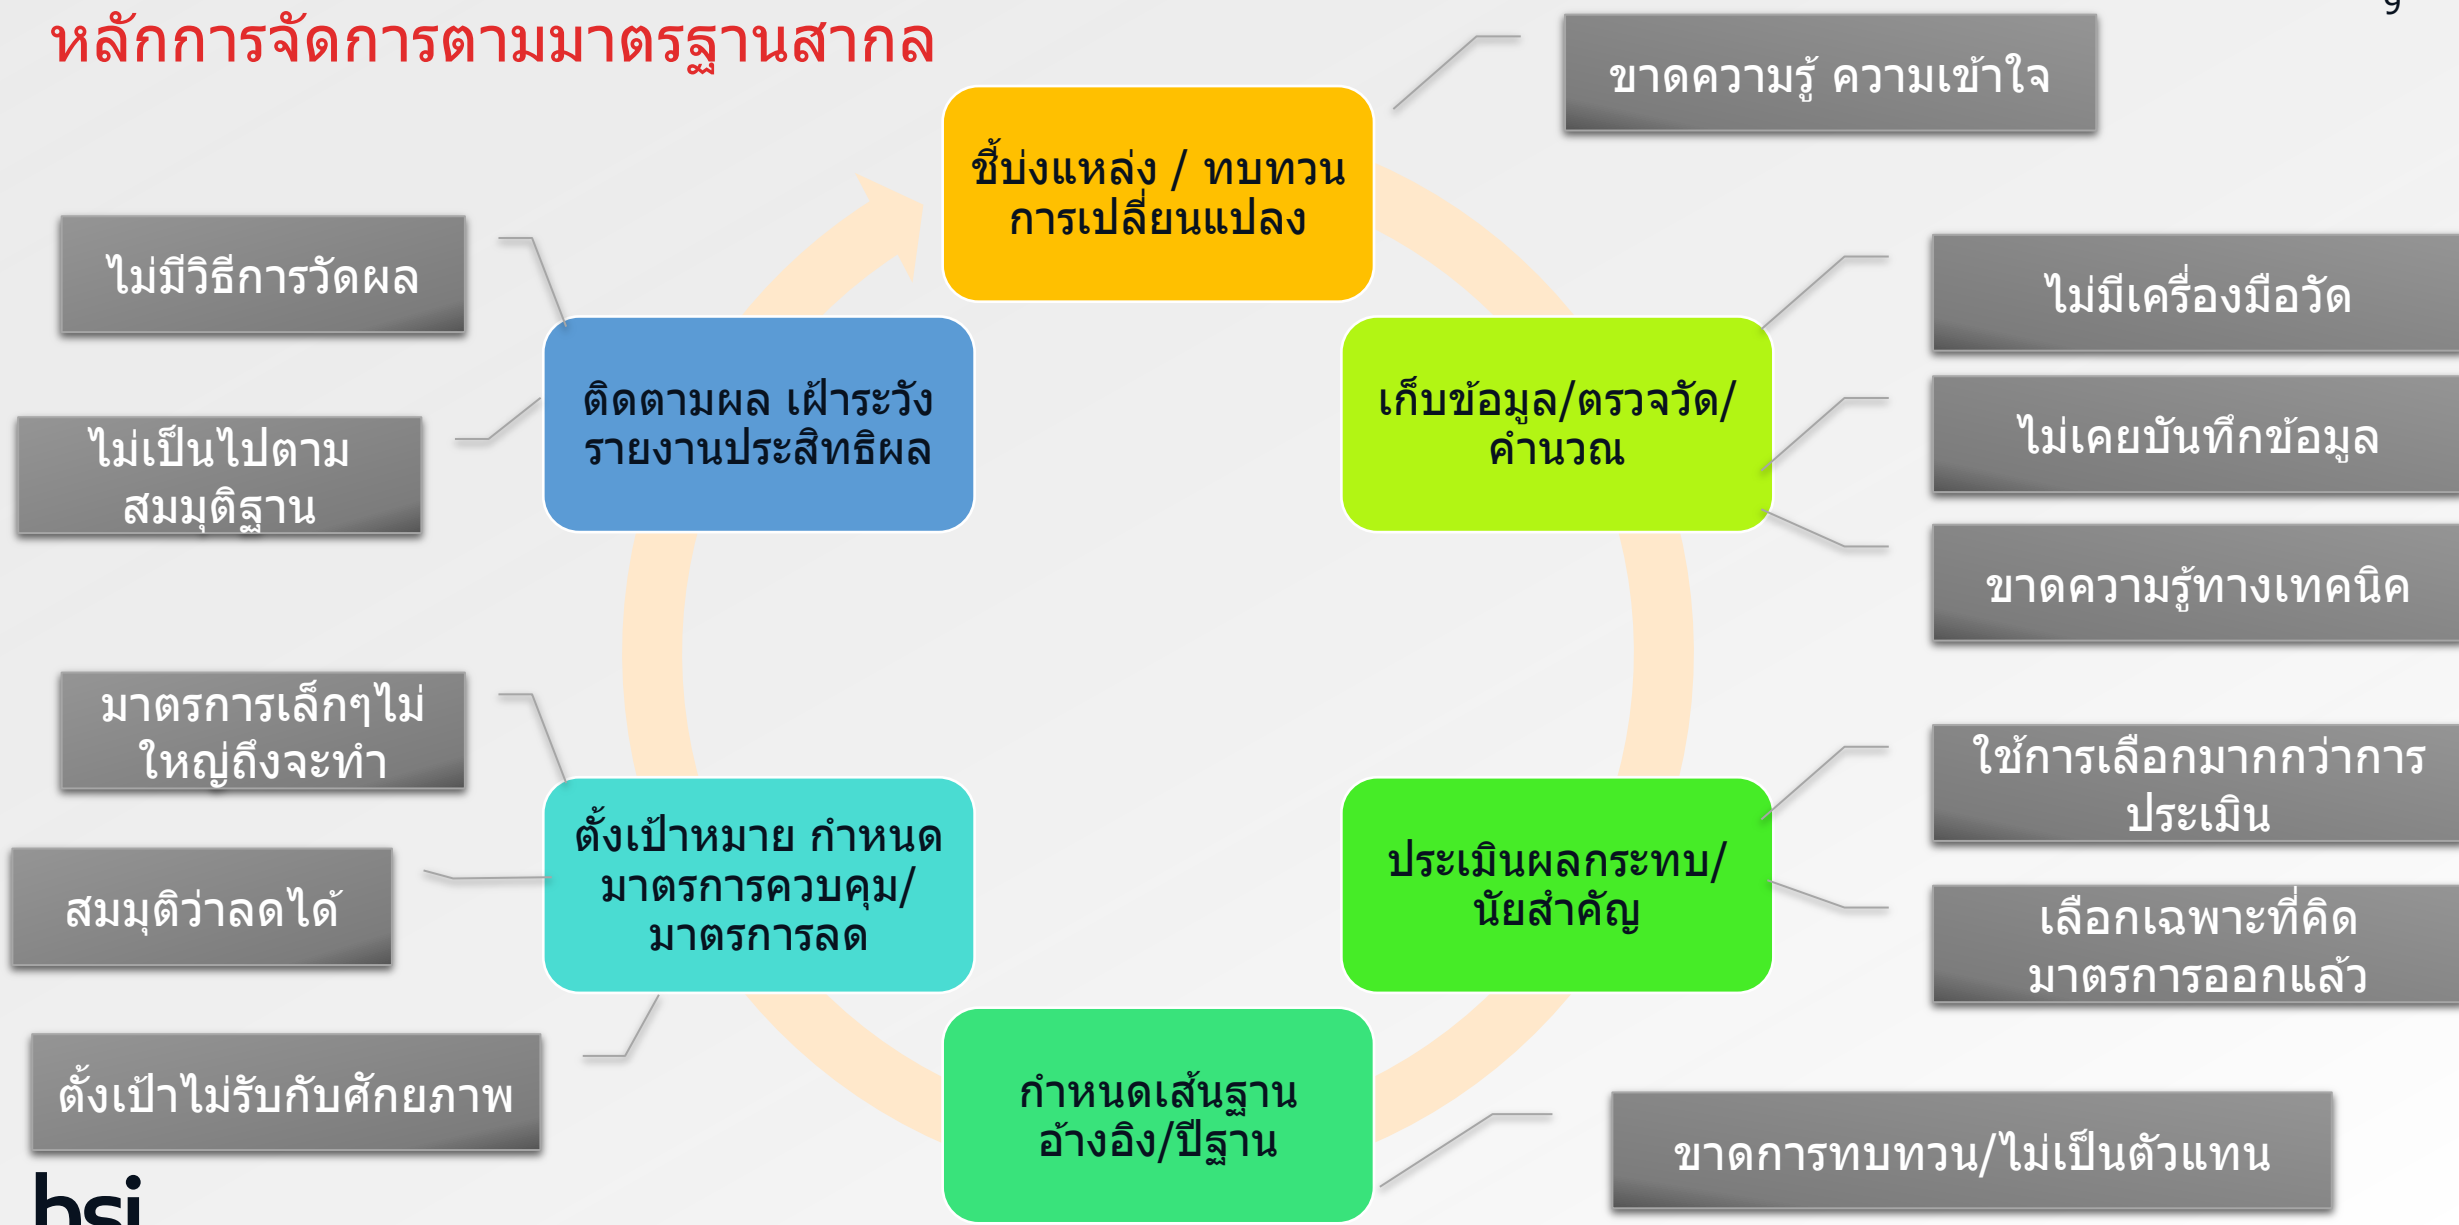 หลักการจัดการตามมาตรฐานสากล
9
ขาดความรู้ ความเข้าใจ
ชี้บ่งแหล่ง / ทบทวน
การเปลี่ยนแปลง
ไม่มีเครื่องมือวัด
ไม่เคยบันทึกข้อมูล
ขาดความรู้ทางเทคนิค
เก็บข้อมูล/ตรวจวัด/
คำนวณ
ใช้การเลือกมากกว่าการ
ประเมิน
เลือกเฉพาะที่คิด
มาตรการออกแล้ว
ประเมินผลกระทบ/
นัยสำคัญ
กำหนดเส้นฐาน
อ้างอิง/ปีฐาน
ขาดการทบทวน/ไม่เป็นตัวแทน
ตั้งเป้าหมาย กำหนด
มาตรการควบคุม/
มาตรการลด
มาตรการเล็กๆไม่
ใหญ่ถึงจะทำ
สมมุติว่าลดได้
ตั้งเป้าไม่รับกับศักยภาพ
ติดตามผล เฝ้าระวัง
รายงานประสิทธิผล
ไม่มีวิธีการวัดผล
ไม่เป็นไปตาม
สมมุติฐาน
bsi